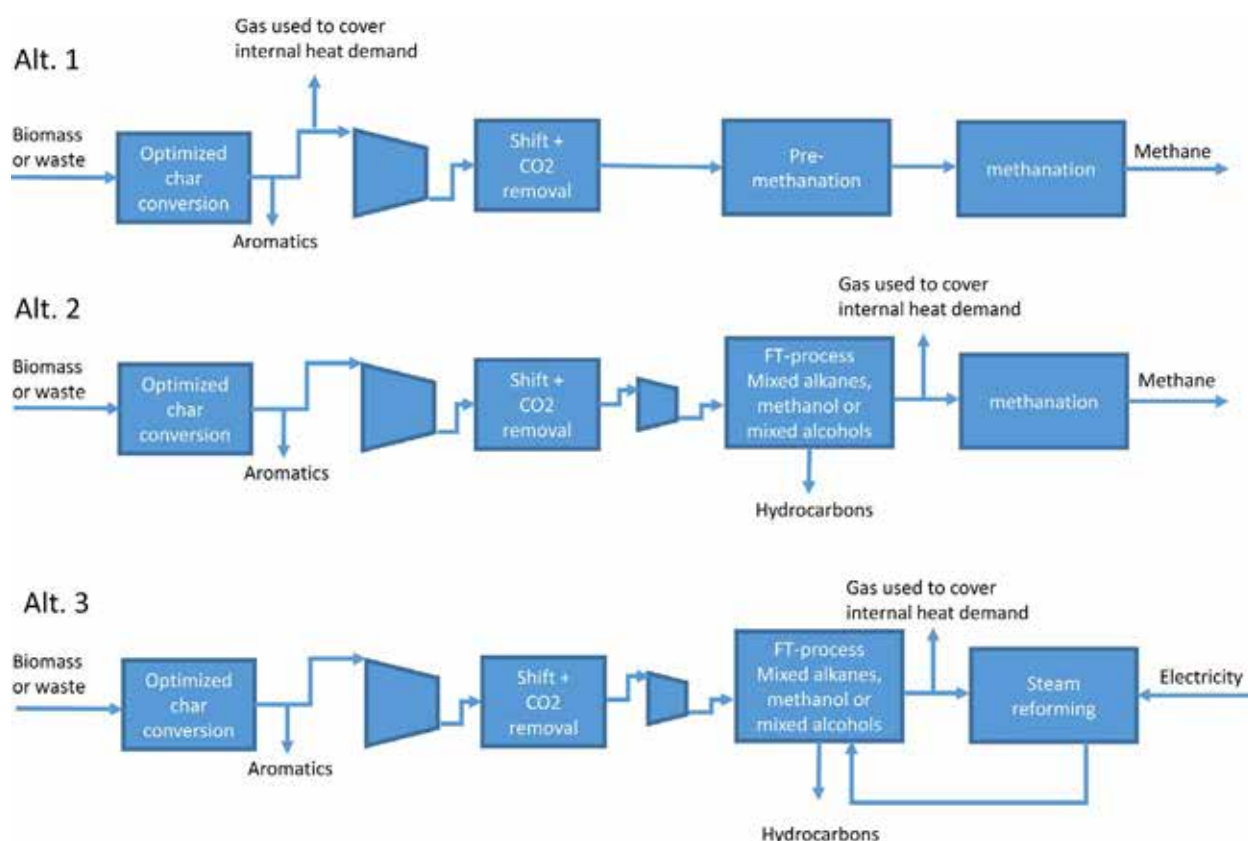 Gas used to cover
internal heat demand
Alt. 1
Biomass
or waste
Optimized
char
conversion
Aromatics
Shift +
CO2
removal
Pre-
methanation
methanation
Methane
Alt. 2
Gas used to cover
internal heat demand
Biomass
or waste
Optimized
char
conversion
Aromatics
Shift +
CO2
removal
FT-process
Mixed alkanes,
methanol or
mixed alcohols
Hydrocarbons
methanation
Methane
Alt. 3
Gas used to cover
internal heat demand
Biomass
or waste
Optimized
char
conversion
Aromatics
Shift +
CO2
removal
FT-process
Mixed alkanes,
methanol or
mixed alcohols
Hydrocarbons
Steam
reforming
Electricity